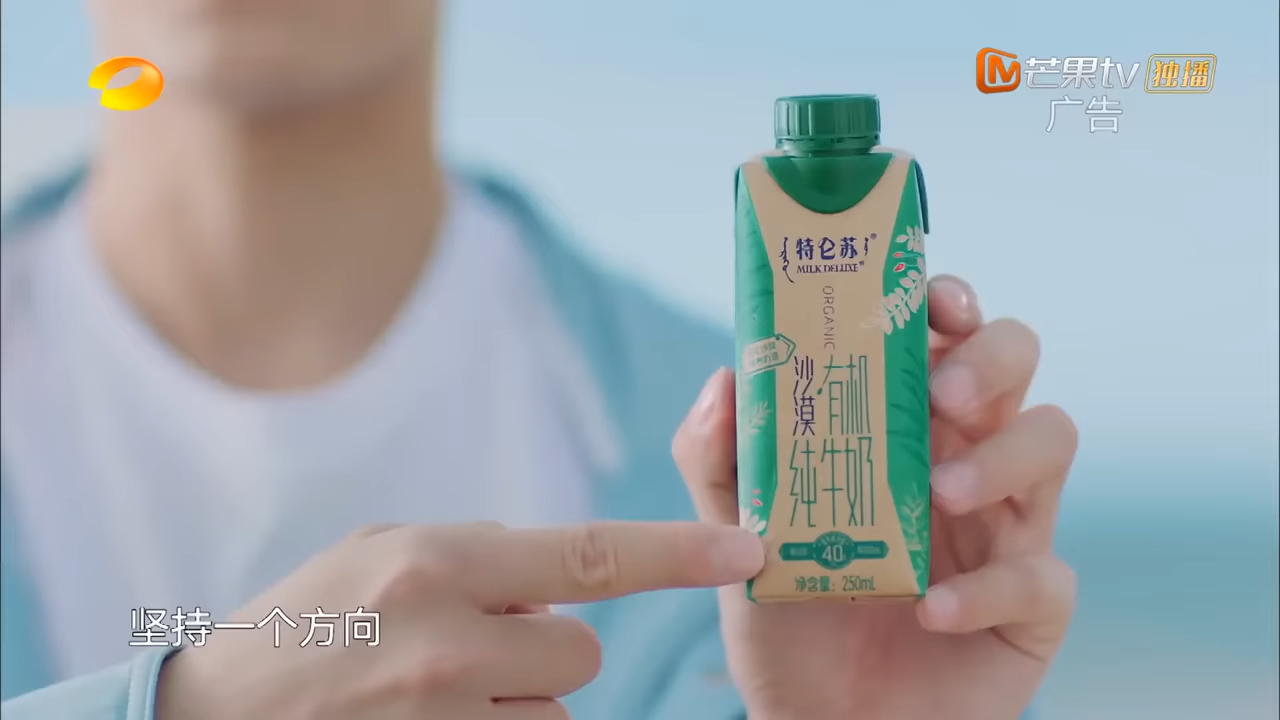 芒果tv 独播
广告
特仑苏
MILK DELUXE
ORGANIC
沙漠·有机
纯牛奶
40
净含量：250mL
坚持一个方向